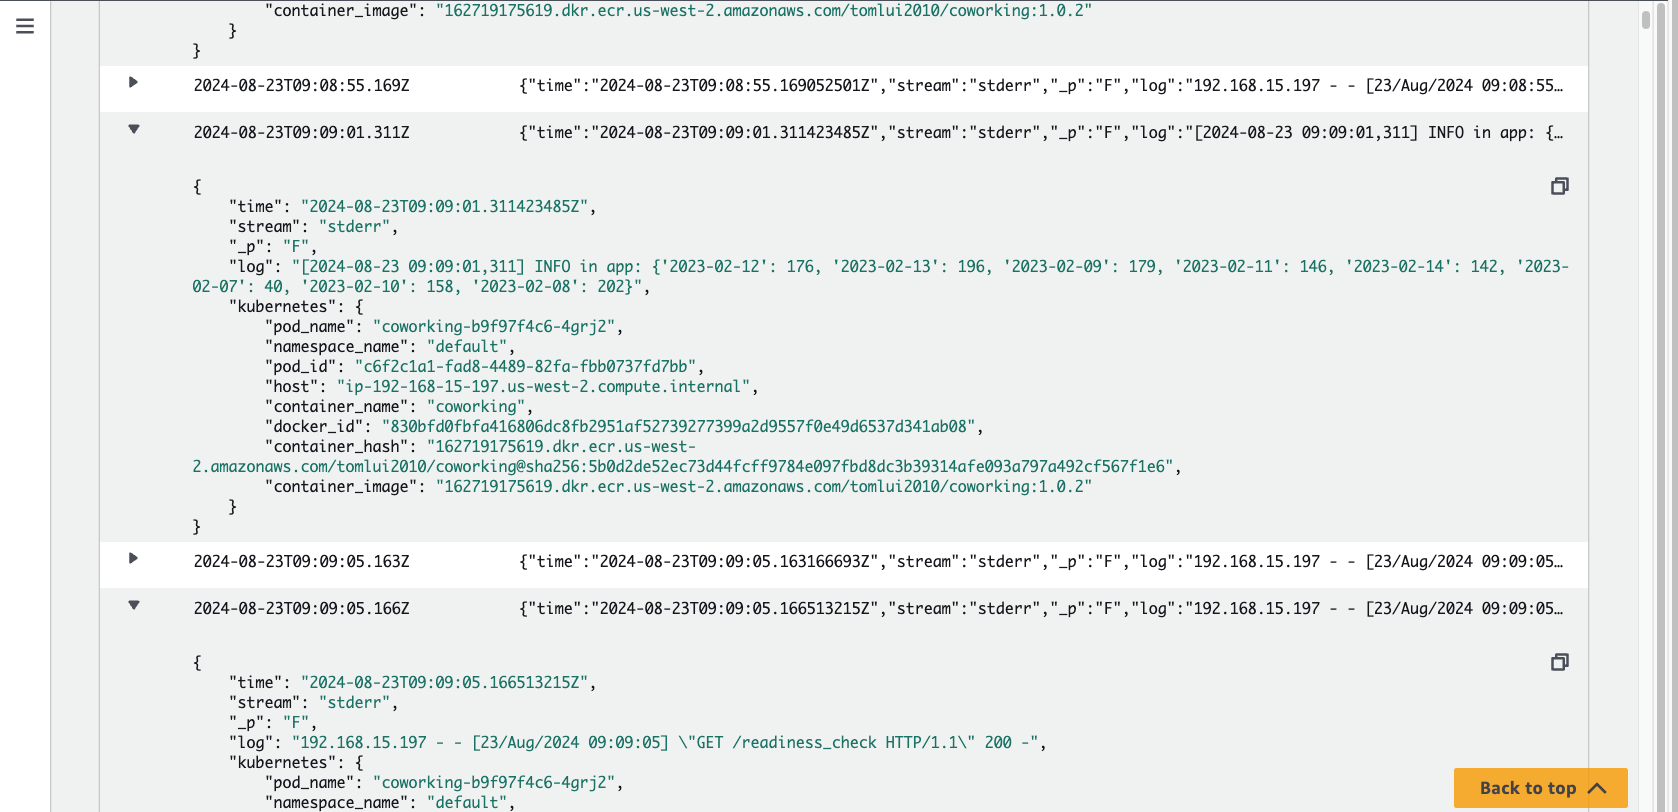 "container_image": "162719175619.dkr.ecr.us-west-2.amazonaws.com/tomlui2010/coworking:1.0.2"
}
}
2024-08-23T09:08:55.169Z {"time":"2024-08-23T09:08:55.169052501Z","stream":"stderr","_p":"F","log":"192.168.15.197 - - [23/Aug/2024 09:08:55…
2024-08-23T09:09:01.311Z {"time":"2024-08-23T09:09:01.311423485Z","stream":"stderr","_p":"F","log":"[2024-08-23 09:09:01,311] INFO in app: {…
{
"time": "2024-08-23T09:09:01.311423485Z",
"stream": "stderr",
"_p": "F",
"log": "[2024-08-23 09:09:01,311] INFO in app: {'2023-02-12': 176, '2023-02-13': 196, '2023-02-09': 179, '2023-02-11': 146, '2023-02-14': 142, '2023-
02-07': 40, '2023-02-10': 158, '2023-02-08': 202}",
"kubernetes": {
"pod_name": "coworking-b9f97f4c6-4grj2",
"namespace_name": "default",
"pod_id": "c6f2c1a1-fad8-4489-82fa-fbb0737fd7bb",
"host": "ip-192-168-15-197.us-west-2.compute.internal",
"container_name": "coworking",
"docker_id": "830bfd0fbfa416806dc8fb2951af52739277399a2d9557f0e49d6537d341ab08",
"container_hash": "162719175619.dkr.ecr.us-west-
2.amazonaws.com/tomlui2010/coworking@sha256:5b0d2de52ec73d44fcff9784e097fbd8dc3b39314afe093a797a492cf567f1e6",
"container_image": "162719175619.dkr.ecr.us-west-2.amazonaws.com/tomlui2010/coworking:1.0.2"
}
}
2024-08-23T09:09:05.163Z {"time":"2024-08-23T09:09:05.163166693Z","stream":"stderr","_p":"F","log":"192.168.15.197 - - [23/Aug/2024 09:09:05…
2024-08-23T09:09:05.166Z {"time":"2024-08-23T09:09:05.166513215Z","stream":"stderr","_p":"F","log":"192.168.15.197 - - [23/Aug/2024 09:09:05…
{
"time": "2024-08-23T09:09:05.166513215Z",
"stream": "stderr",
"_p": "F",
"log": "192.168.15.197 - - [23/Aug/2024 09:09:05] \"GET /readiness_check HTTP/1.1\" 200 -",
"kubernetes": {
"pod_name": "coworking-b9f97f4c6-4grj2",
"namespace_name": "default",
Back to top